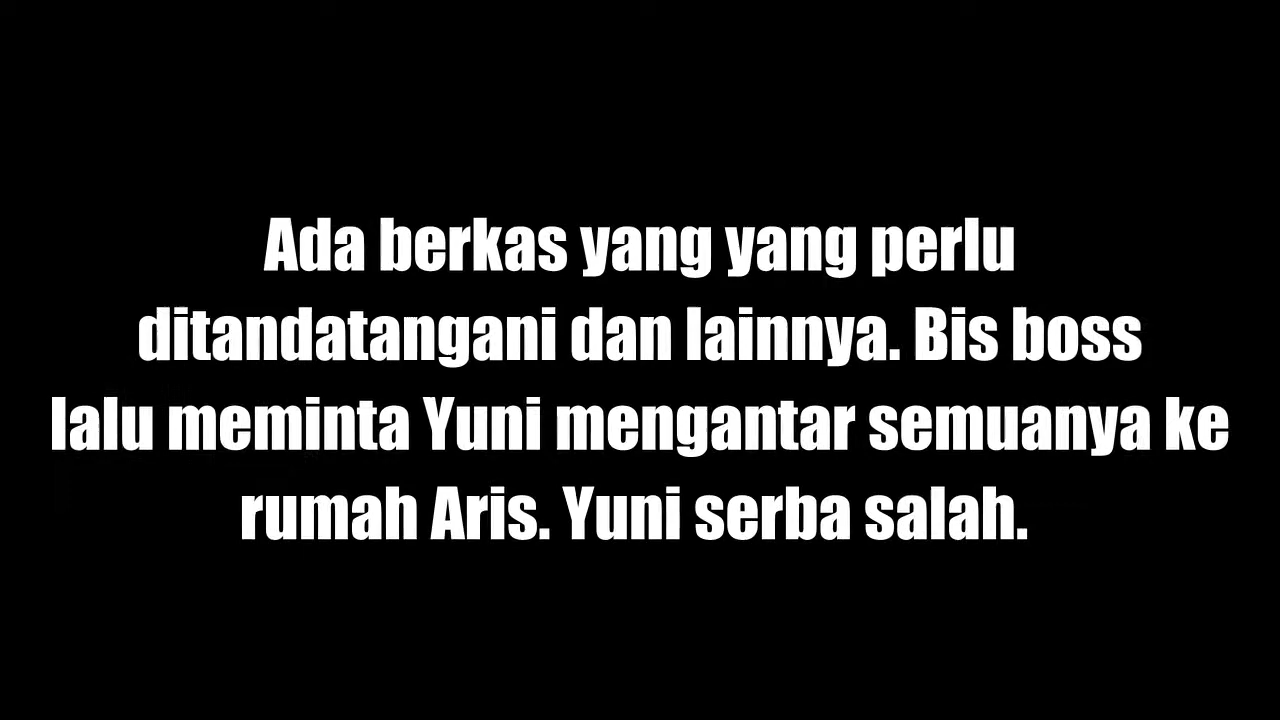 Ada berkas yang yang perlu
ditandatangani dan lainnya. Bis boss
lalu meminta Yuni mengantar semuanya ke
rumah Aris. Yuni serba salah.